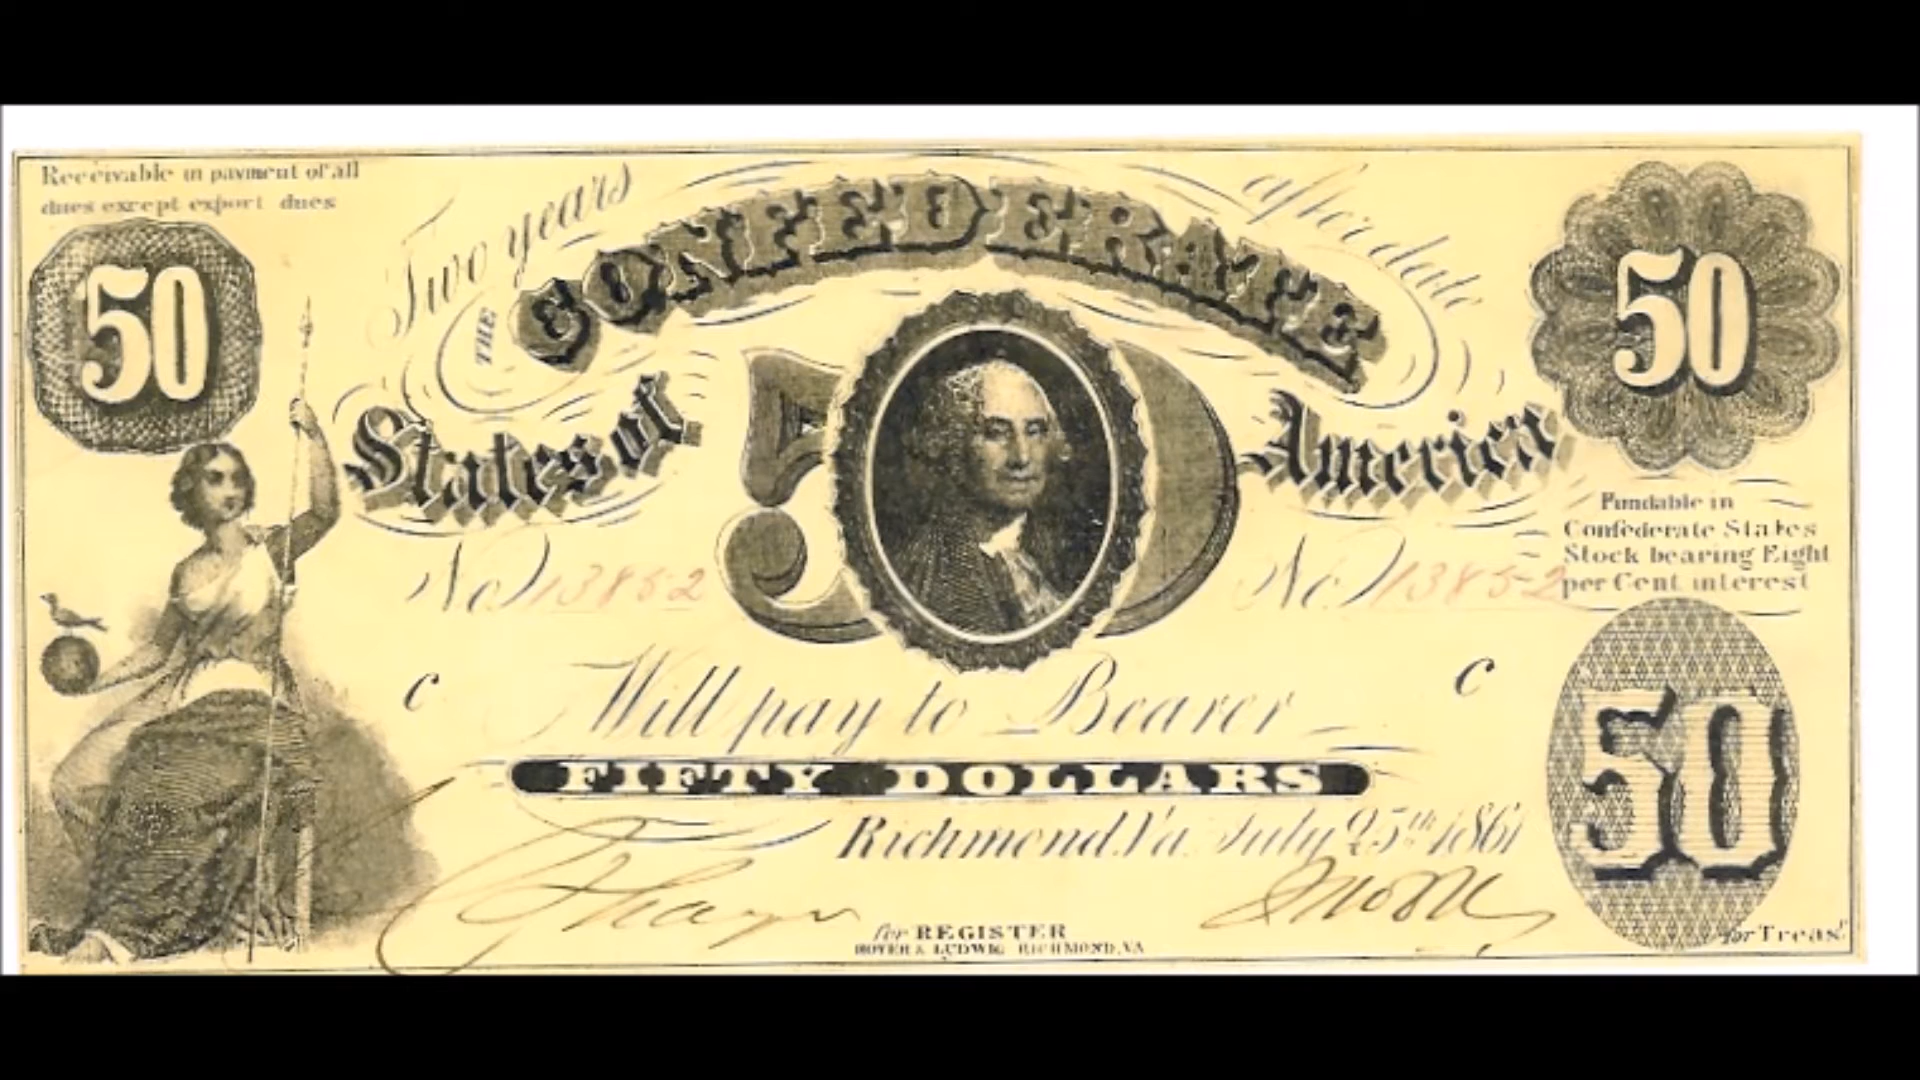 Receivable in payment of all
dues except export dues
Two years after date
THE CONFEDERATE
States of America
50
50
50
Fundable in
Confederate States
Stock bearing Eight
per Cent interest
No 13852
No 13852
C
C
Will pay to Bearer
FIFTY DOLLARS
50
Richmond, Va. July 25th 1861
for REGISTER
for Treasr
HOYER & LUDWIG, RICHMOND, VA